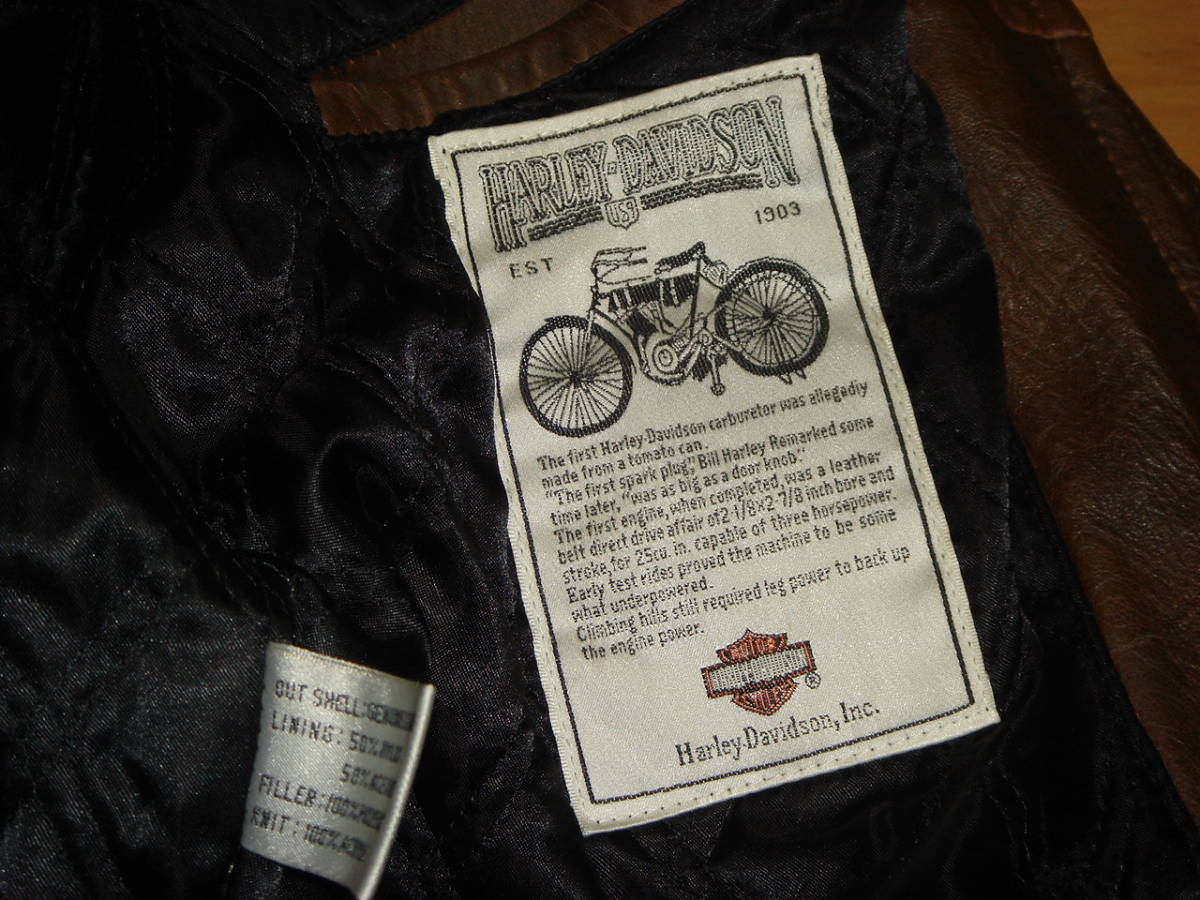 HARLEY-DAVIDSON
USA
EST 1903
The first Harley-Davidson carburetor was allegadiy
made from a tomato can.
"The first spark plug," Bill Harley Remarked some
time later, "was as big as a door knob".
The first engine, when completed, was a leather
belt direct drive affair of 2 1/8×2 7/8 inch bore and
stroke, for 25cu. in. capable of three horsepower.
Early test rides proved the machine to be some
what underpowered.
Climbing hills still required leg power to back up
the engine power.
®
Harley-Davidson, Inc.
OUT SHELL:
LINING: 50%
50%
FILLER: 100%
KNIT: 100%